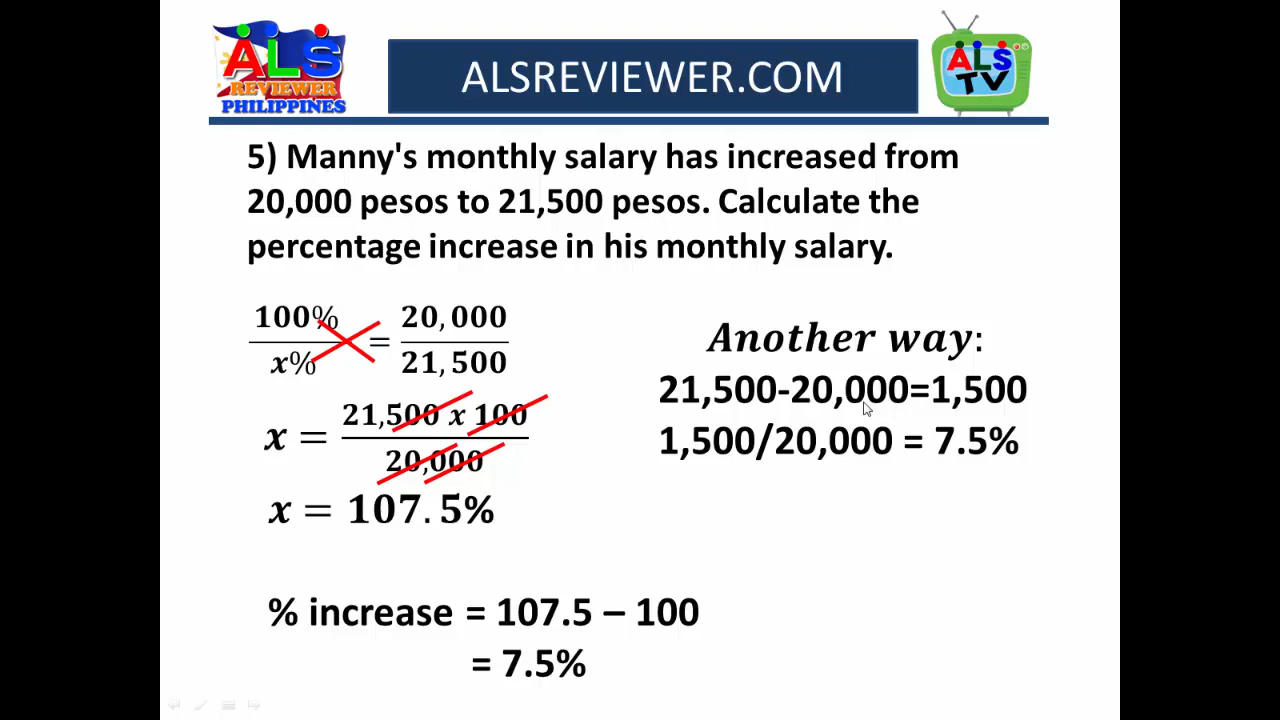 ALS
REVIEWER
PHILIPPINES
ALSREVIEWER.COM
ALS
TV
5) Manny's monthly salary has increased from
20,000 pesos to 21,500 pesos. Calculate the
percentage increase in his monthly salary.
100%/x% = 20,000/21,500
x = 21,500 x 100/20,000
x = 107.5%
% increase = 107.5 – 100
= 7.5%
Another way:
21,500-20,000=1,500
1,500/20,000 = 7.5%